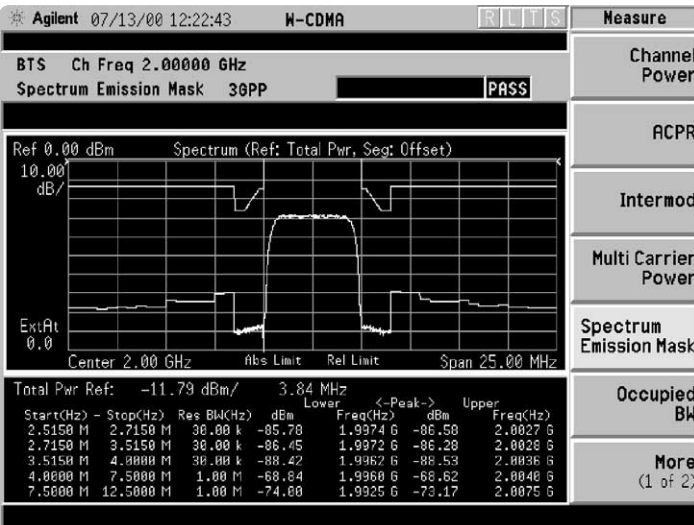 Agilent 07/13/00 12:22:43 W-CDMA R L T S Measure
BTS Ch Freq 2.00000 GHz
Spectrum Emission Mask 3GPP PASS
Channel Power
Ref 0.00 dBm Spectrum (Ref: Total Pwr, Seg: Offset)
10.00 dB/
ACPR
Intermod
Multi Carrier Power
ExtAt 0.0
Center 2.00 GHz Abs Limit Rel Limit Span 25.00 MHz
Spectrum Emission Mask
Total Pwr Ref: -11.79 dBm/ 3.84 MHz
Lower <-Peak-> Upper
Start(Hz) - Stop(Hz) Res BW(Hz) dBm Freq(Hz) dBm Freq(Hz)
2.5150 M 2.7150 M 30.00 k -85.78 1.9974 G -86.58 2.0027 G
2.7150 M 3.5150 M 30.00 k -86.45 1.9972 G -86.28 2.0028 G
3.5150 M 4.0000 M 30.00 k -88.42 1.9962 G -88.53 2.0036 G
4.0000 M 7.5000 M 1.00 M -68.84 1.9960 G -68.62 2.0040 G
7.5000 M 12.5000 M 1.00 M -74.00 1.9925 G -73.17 2.0075 G
Occupied BW
More
(1 of 2)